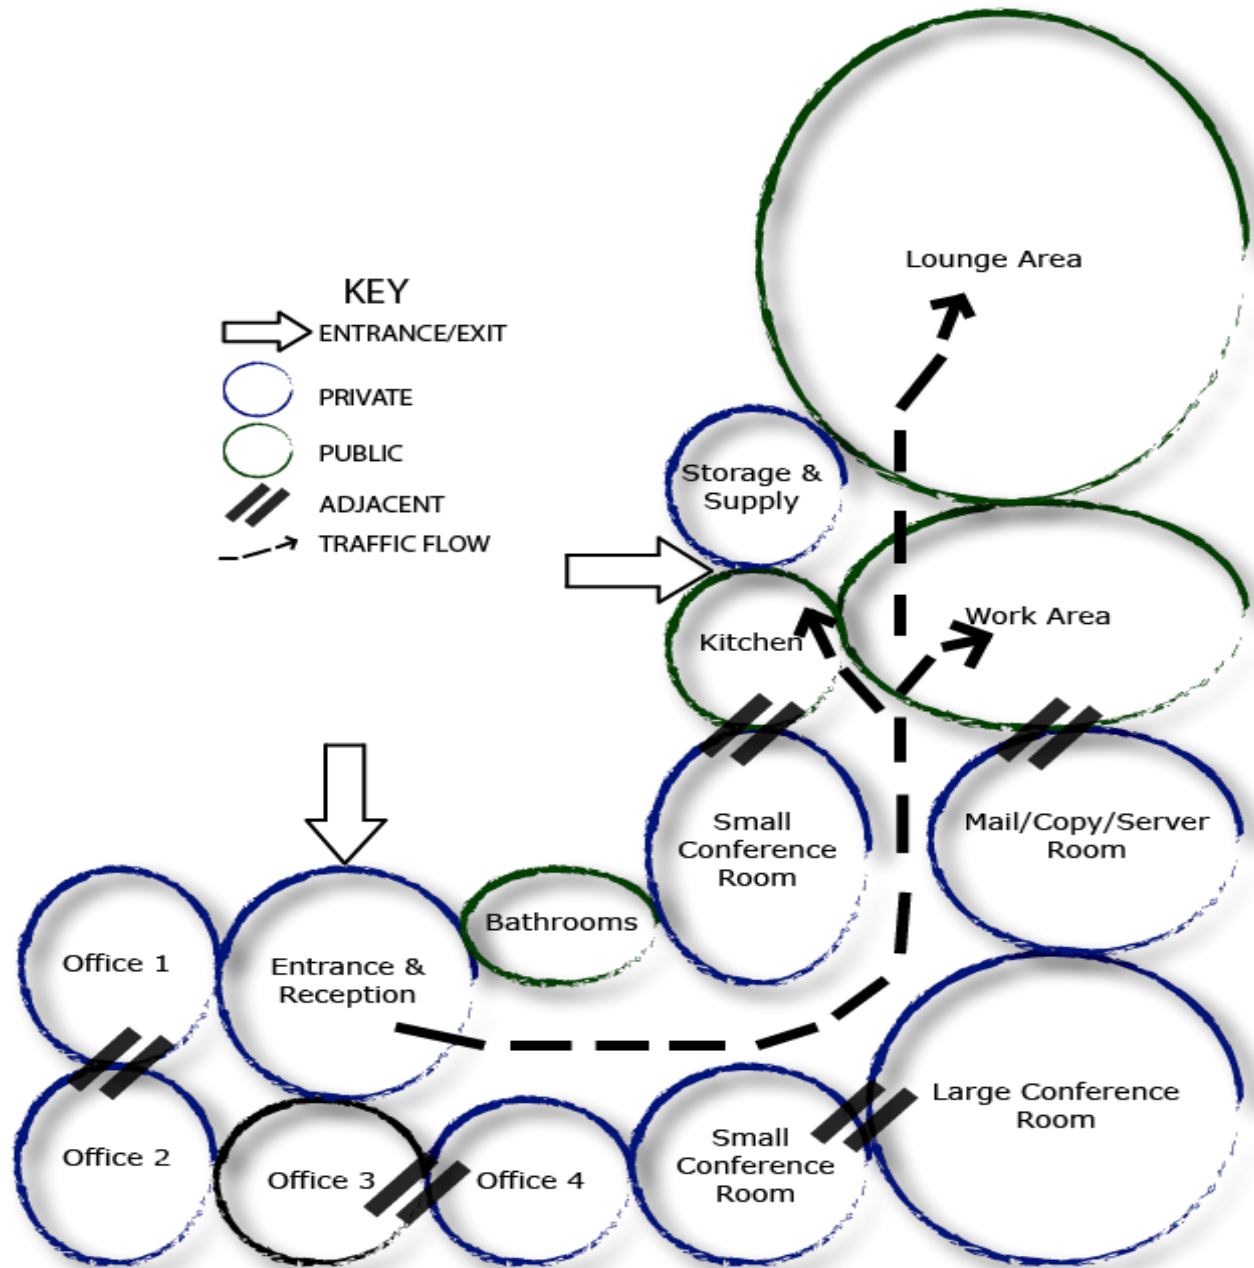 KEY
ENTRANCE/EXIT
PRIVATE
PUBLIC
ADJACENT
TRAFFIC FLOW
Lounge Area
Storage &
Supply
Kitchen
Work Area
Small
Conference
Room
Mail/Copy/Server
Room
Bathrooms
Office 1
Entrance &
Reception
Office 2
Office 3
Office 4
Small
Conference
Room
Large Conference
Room